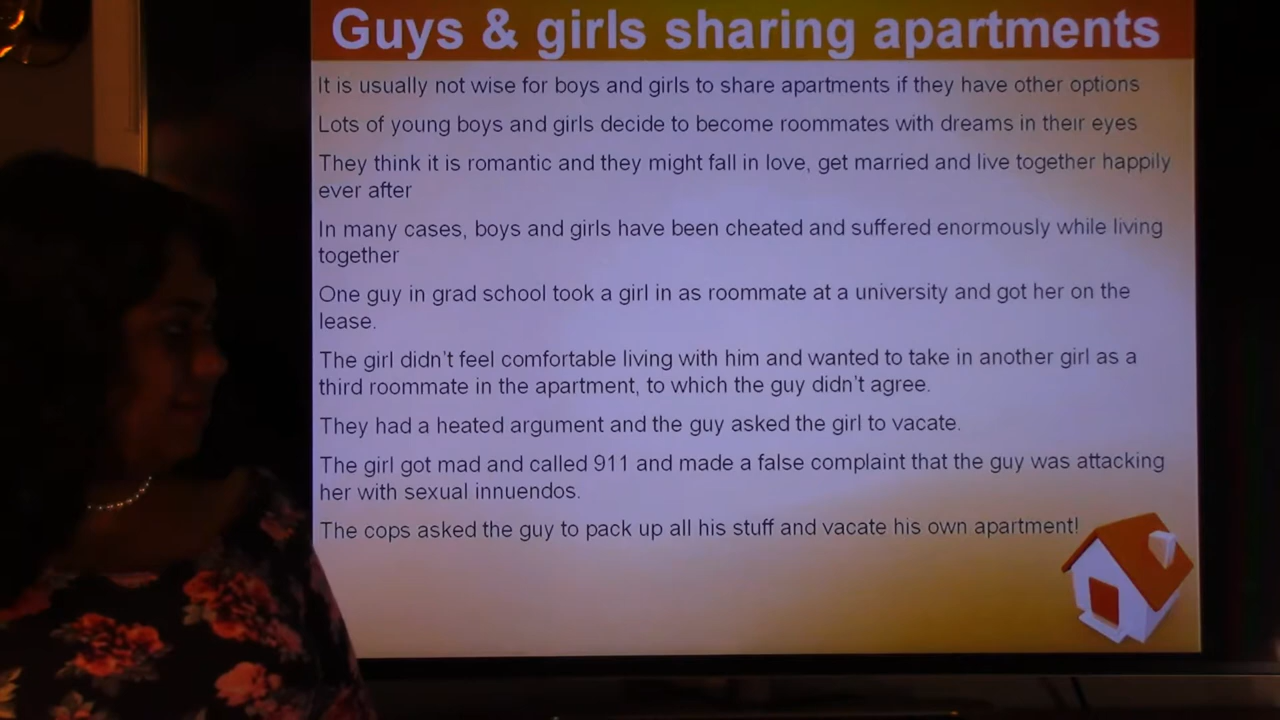 Guys & girls sharing apartments
It is usually not wise for boys and girls to share apartments if they have other options
Lots of young boys and girls decide to become roommates with dreams in their eyes
They think it is romantic and they might fall in love, get married and live together happily
ever after
In many cases, boys and girls have been cheated and suffered enormously while living
together
One guy in grad school took a girl in as roommate at a university and got her on the
lease.
The girl didn't feel comfortable living with him and wanted to take in another girl as a
third roommate in the apartment, to which the guy didn't agree.
They had a heated argument and the guy asked the girl to vacate.
The girl got mad and called 911 and made a false complaint that the guy was attacking
her with sexual innuendos.
The cops asked the guy to pack up all his stuff and vacate his own apartment!